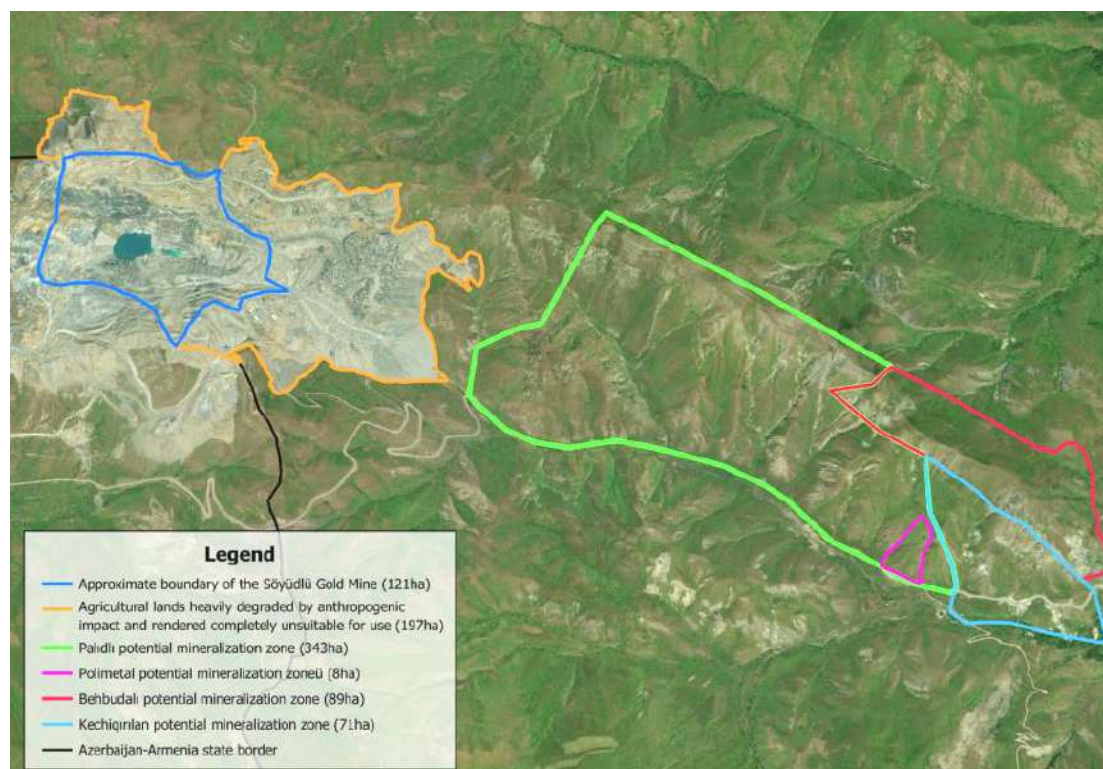 Legend
Approximate boundary of the Söyüdlü Gold Mine (121ha)
Agricultural lands heavily degraded by anthropogenic
impact and rendered completely unsuitable for use (197ha)
Palıdlı potential mineralization zone (343ha)
Polimetal potential mineralization zoneü (8ha)
Behbudalı potential mineralization zone (89ha)
Kechiqırılan potential mineralization zone (71ha)
Azerbaijan-Armenia state border